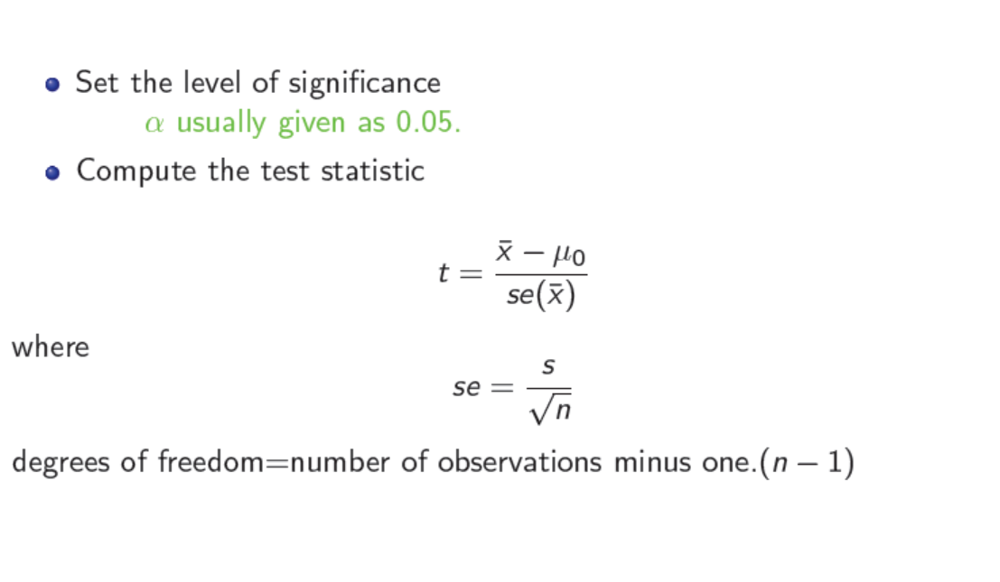 Set the level of significance
α usually given as 0.05.
Compute the test statistic
t = \frac{\bar{x} - \mu_0}{se(\bar{x})}
where
se = \frac{s}{\sqrt{n}}
degrees of freedom=number of observations minus one.(n − 1)